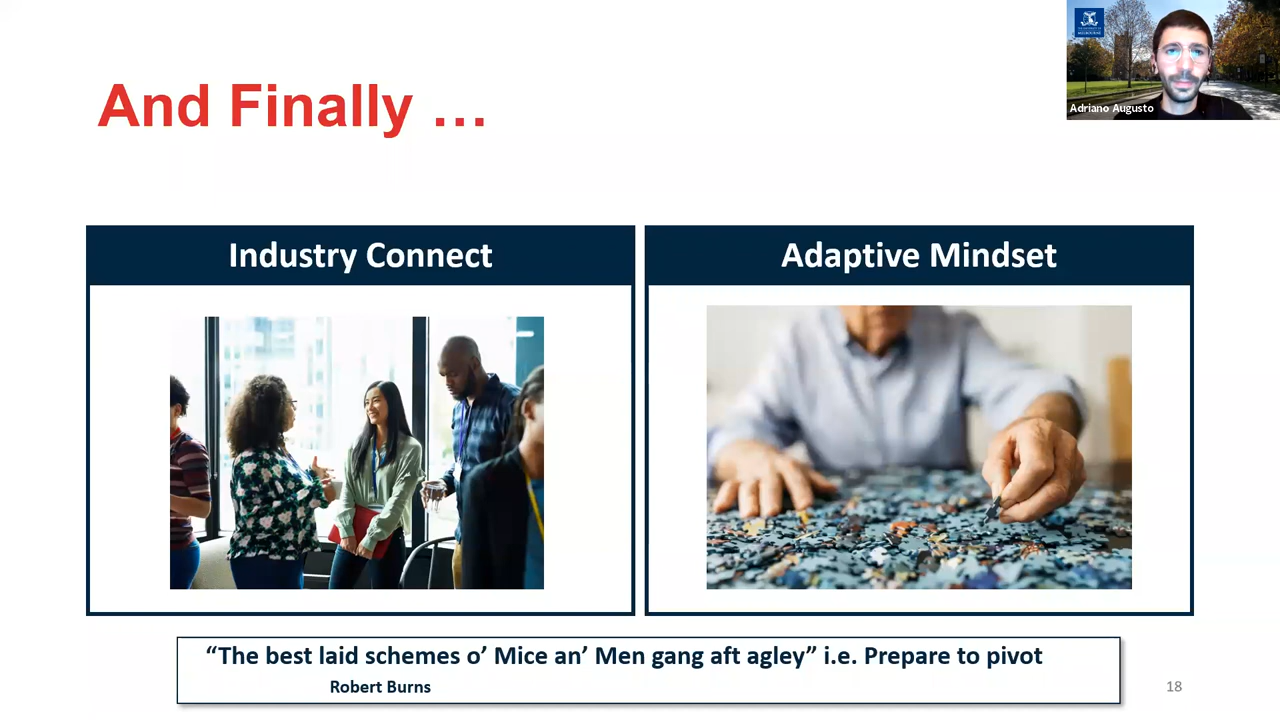 And Finally ...
Adriano Augusto
Industry Connect
Adaptive Mindset
“The best laid schemes o’ Mice an’ Men gang aft agley” i.e. Prepare to pivot
Robert Burns
18